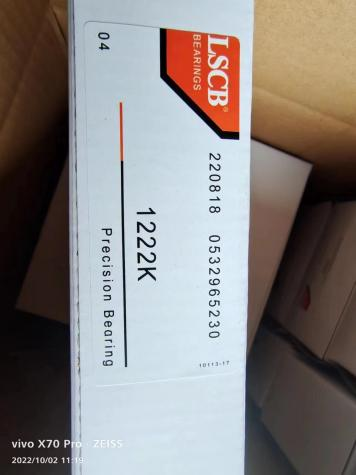 LSCB®
BEARINGS
220818 0532965230
1222K
Precision Bearing
04
10113-17
vivo X70 Pro · ZEISS
2022/10/02 11:19